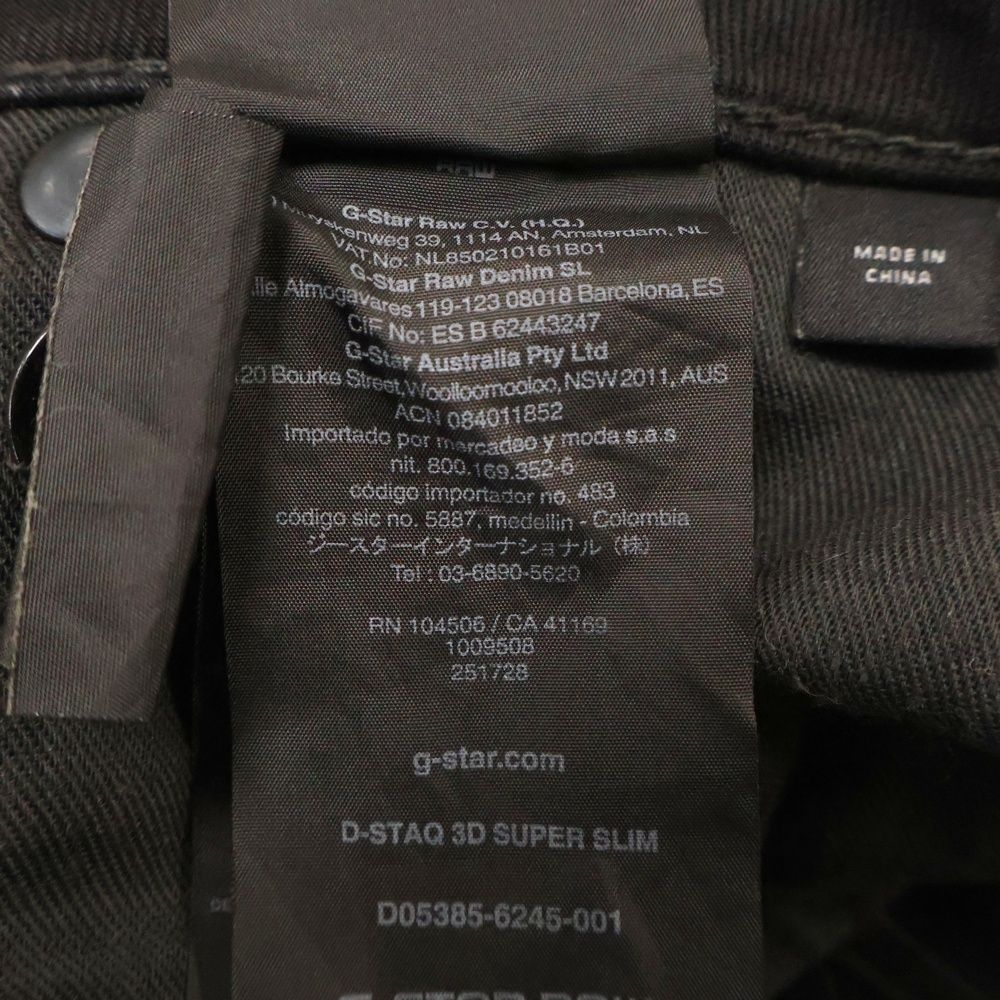 RAW
G-Star Raw C.V. (H.Q.)
39, 1114 AN, Amsterdam, NL
VAT.No: NL850210161B01
G-Star Raw Denim SL
lle Almogavares 119-123 08018 Barcelona, ES
CIF No: ES B 62443247
G-Star Australia Pty Ltd
20 Bourke Street, Woolloomooloo, NSW 2011, AUS
ACN 084011852
Importado por mercadeo y moda s.a.s
nit. 800.169.352-6
código importador no. 483
código sic no. 5887, medellin - Colombia
ジースターインターナショナル（株）
Tel : 03-6890-5620
RN 104506 / CA 41169
1009508
251728
g-star.com
D-STAQ 3D SUPER SLIM
D05385-6245-001
MADE IN
CHINA